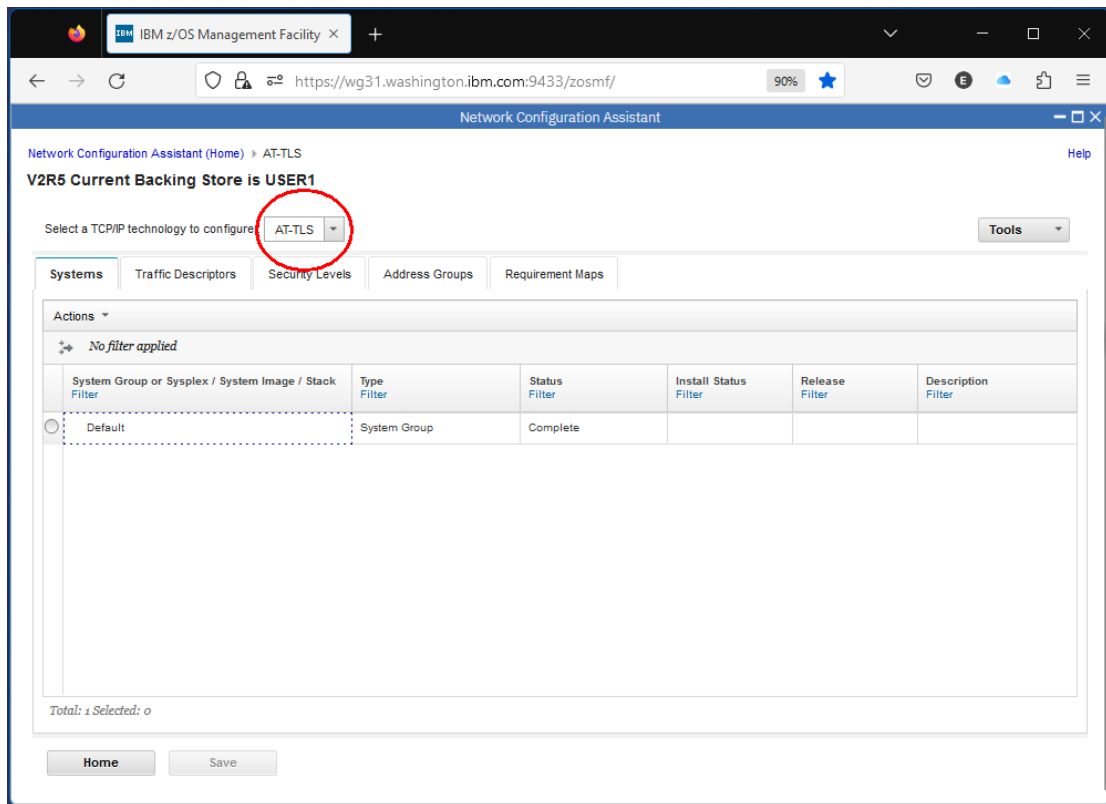 IBM IBM z/OS Management Facility
https://wg31.washington.ibm.com:9433/zosmf/ 90% E
Network Configuration Assistant
Network Configuration Assistant (Home) AT-TLS Help
V2R5 Current Backing Store is USER1
Select a TCP/IP technology to configure: AT-TLS Tools
Systems Traffic Descriptors Security Levels Address Groups Requirement Maps
Actions
No filter applied
System Group or Sysplex / System Image / Stack Type Status Install Status Release Description
Filter Filter Filter Filter Filter Filter
Default System Group Complete
Total: 1 Selected: 0
Home Save